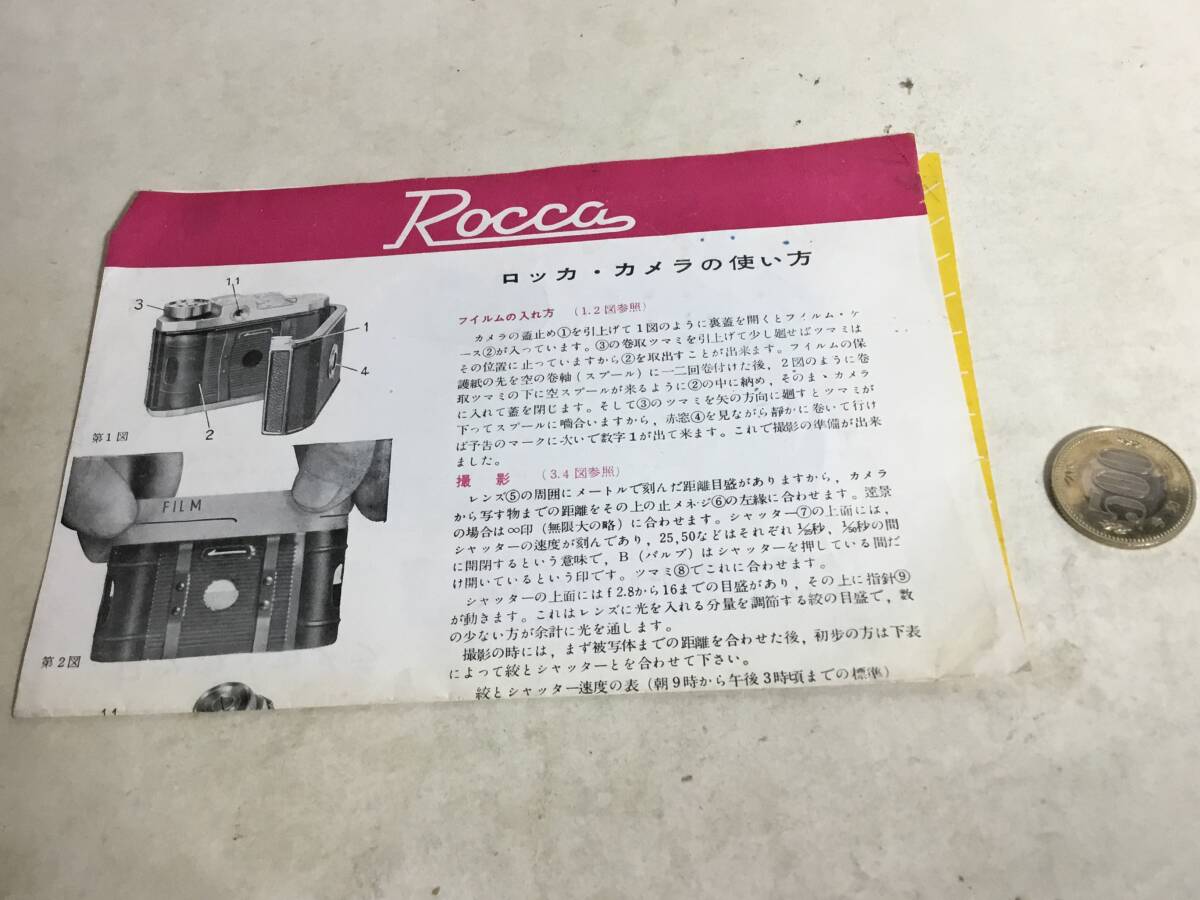 Rocca
ロッカ・カメラの使い方
フイルムの入れ方 (1.2図参照)
カメラの蓋止め①を引上げて1図のように裏蓋を開くとフィルム・ケ
ース②が入っています。③の巻取ツマミを引上げて少し廻せばツマミは
その位置に止っていますから②を取出すことが出来ます。フィルムの保
護紙の先を空の巻軸(スプール)に一二回巻付けた後,2図のように巻
取ツマミの下に空スプールが来るように②の中に納め,そのまゝカメラ
に入れて蓋を閉じます。そして③のツマミを矢の方向に廻すとツマミが
下ってスプールに噛合いますから,赤窓④を見ながら静かに巻いて行け
ば予告のマークに次いで数字1が出て来ます。これで撮影の準備が出来
ました。
撮影 (3.4図参照)
レンズ⑤の周囲にメートルで刻んだ距離目盛がありますから,カメラ
から写す物までの距離をその上の止メネジ⑥の左縁に合わせます。遠景
の場合は∞印(無限大の略)に合わせます。シャッター⑦の上面には,
シャッターの速度が刻んであり,25,50などはそれぞれ1/25秒,1/50秒の間
に開閉するという意味で,B(バルブ)はシャッターを押している間だ
け開いているという印です。ツマミ⑧でこれに合わせます。
シャッターの上面にはf2.8から16までの目盛があり,その上に指針⑨
が動きます。これはレンズに光を入れる分量を調節する絞の目盛で,数
の少ない方が余計に光を通します。
撮影の時には,まず被写体までの距離を合わせた後,初歩の方は下表
によって絞とシャッターとを合わせて下さい。
絞とシャッター速度の表(朝9時から午後3時頃までの標準)
11
3
1
4
2
第1図
FILM
第2図
11
500